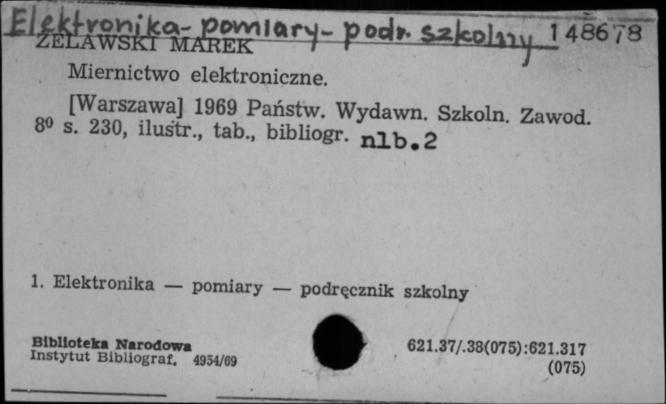 Elektronika- pomiary- podr. szkolny 148678
ŻELAWSKI MAREK
Miernictwo elektroniczne.
[Warszawa] 1969 Państw. Wydawn. Szkoln. Zawod.
8º s. 230, ilustr., tab., bibliogr. nlb.2
1. Elektronika — pomiary — podręcznik szkolny
Biblioteka Narodowa
Instytut Bibliograf. 4954/69
621.37/.38(075):621.317
(075)